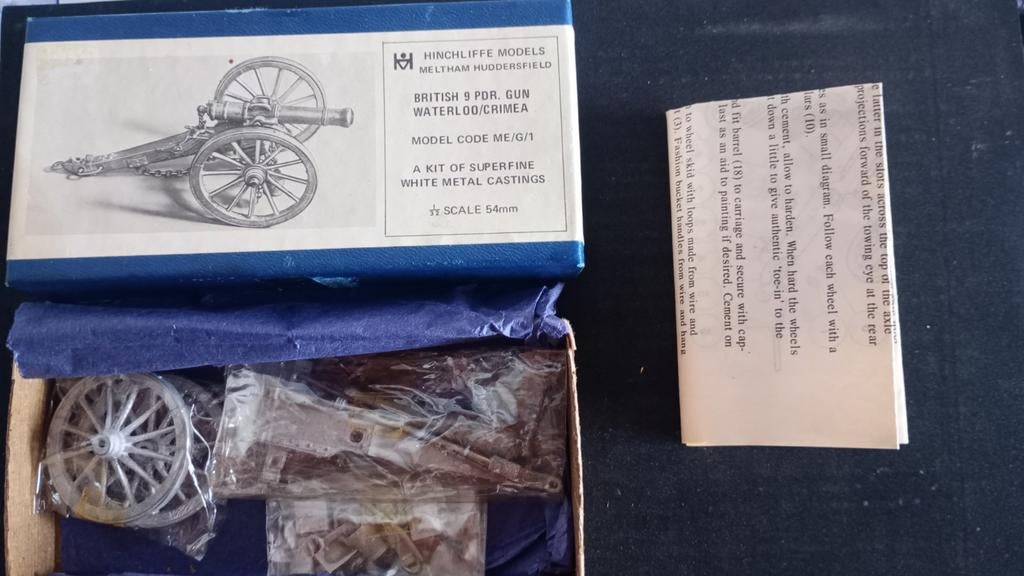 HINCHLIFFE MODELS
MELTHAM HUDDERSFIELD
BRITISH 9 PDR. GUN
WATERLOO/CRIMEA
MODEL CODE ME/G/1
A KIT OF SUPERFINE
WHITE METAL CASTINGS
1/32 SCALE 54mm
e latter in the slots across the top of the axle
projections forward of the towing eye at the rear
es as in small diagram. Follow each wheel with a
lars (10).
th cement, allow to harden. When hard the wheels
t down a little to give authentic 'toe-in' to the
d fit barrel (18) to carriage and secure with cap-
last as an aid to painting if desired. Cement on
to wheel skid with loops made from wire and
(3). Fashion bucket handles from wire and hang